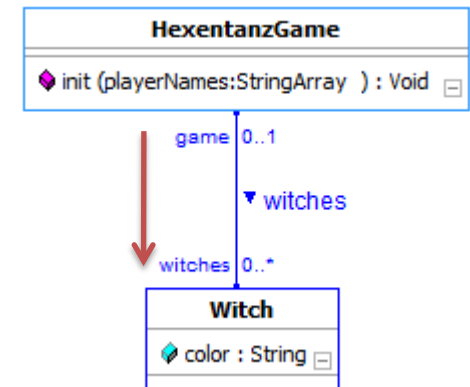 HexentanzGame
init (playerNames:StringArray ) : Void
game 0..1
witches
witches 0..*
Witch
color : String